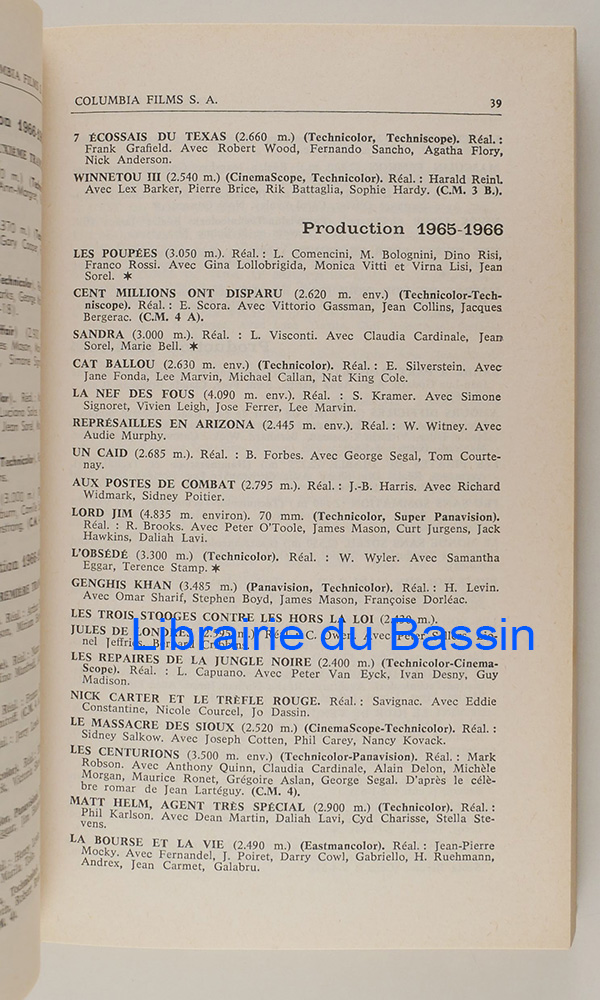 COLUMBIA FILMS S. A. 39
7 ÉCOSSAIS DU TEXAS (2.660 m.) (Technicolor, Techniscope). Réal. :
Frank Grafield. Avec Robert Wood, Fernando Sancho, Agatha Flory,
Nick Anderson.
WINNETOU III (2.540 m.) (CinemaScope, Technicolor). Réal. : Harald Reinl.
Avec Lex Barker, Pierre Brice, Rik Battaglia, Sophie Hardy. (C.M. 3 B.).
Production 1965-1966
LES POUPÉES (3.050 m.). Réal. : L. Comencini, M. Bolognini, Dino Risi,
Franco Rossi. Avec Gina Lollobrigida, Monica Vitti et Virna Lisi, Jean
Sorel. ★
CENT MILLIONS ONT DISPARU (2.620 m. env.) (Technicolor-Tech-
niscope). Réal. : E. Scora. Avec Vittorio Gassman, Jean Collins, Jacques
Bergerac. (C.M. 4 A).
SANDRA (3.000 m.). Réal. : L. Visconti. Avec Claudia Cardinale, Jean
Sorel, Marie Bell. ★
CAT BALLOU (2.630 m. env.) (Technicolor). Réal. : E. Silverstein. Avec
Jane Fonda, Lee Marvin, Michael Callan, Nat King Cole.
LA NEF DES FOUS (4.090 m. env.). Réal. : S. Kramer. Avec Simone
Signoret, Vivien Leigh, Jose Ferrer, Lee Marvin.
REPRÉSAILLES EN ARIZONA (2.445 m. env.). Réal. : W. Witney. Avec
Audie Murphy.
UN CAID (2.685 m.). Réal. : B. Forbes. Avec George Segal, Tom Courte-
nay.
AUX POSTES DE COMBAT (2.795 m.). Réal. : J.-B. Harris. Avec Richard
Widmark, Sidney Poitier.
LORD JIM (4.835 m. environ). 70 mm. (Technicolor, Super Panavision).
Réal. : R. Brooks. Avec Peter O'Toole, James Mason, Curt Jurgens, Jack
Hawkins, Daliah Lavi.
L'OBSÉDÉ (3.300 m.) (Technicolor). Réal. : W. Wyler. Avec Samantha
Eggar, Terence Stamp. ★
GENGHIS KHAN (3.485 m.) (Panavision, Technicolor). Réal. : H. Levin.
Avec Omar Sharif, Stephen Boyd, James Mason, Françoise Dorléac.
LES TROIS STOOGES CONTRE LES HORS LA LOI
JULES DE LONDRES
Librairie du Bassin
nel Jeffries, Bernard
LES REPAIRES DE LA JUNGLE NOIRE (2.400 m.) (Technicolor-Cinema-
Scope). Réal. : L. Capuano. Avec Peter Van Eyck, Ivan Desny, Guy
Madison.
NICK CARTER ET LE TRÈFLE ROUGE. Réal. : Savignac. Avec Eddie
Constantine, Nicole Courcel, Jo Dassin.
LE MASSACRE DES SIOUX (2.520 m.) (CinemaScope-Technicolor). Réal. :
Sidney Salkow. Avec Joseph Cotten, Phil Carey, Nancy Kovack.
LES CENTURIONS (3.500 m. env.) (Technicolor-Panavision). Réal. : Mark
Robson. Avec Anthony Quinn, Claudia Cardinale, Alain Delon, Michèle
Morgan, Maurice Ronet, Grégoire Aslan, George Segal. D'après le célè-
bre romar de Jean Lartéguy. (C.M. 4).
MATT HELM, AGENT TRÈS SPÉCIAL (2.900 m.) (Technicolor). Réal. :
Phil Karlson. Avec Dean Martin, Daliah Lavi, Cyd Charisse, Stella Ste-
vens.
LA BOURSE ET LA VIE (2.490 m.) (Eastmancolor). Réal. : Jean-Pierre
Mocky. Avec Fernandel, J. Poiret, Darry Cowl, Gabriello, H. Ruehmann,
Andrex, Jean Carmet, Galabru.